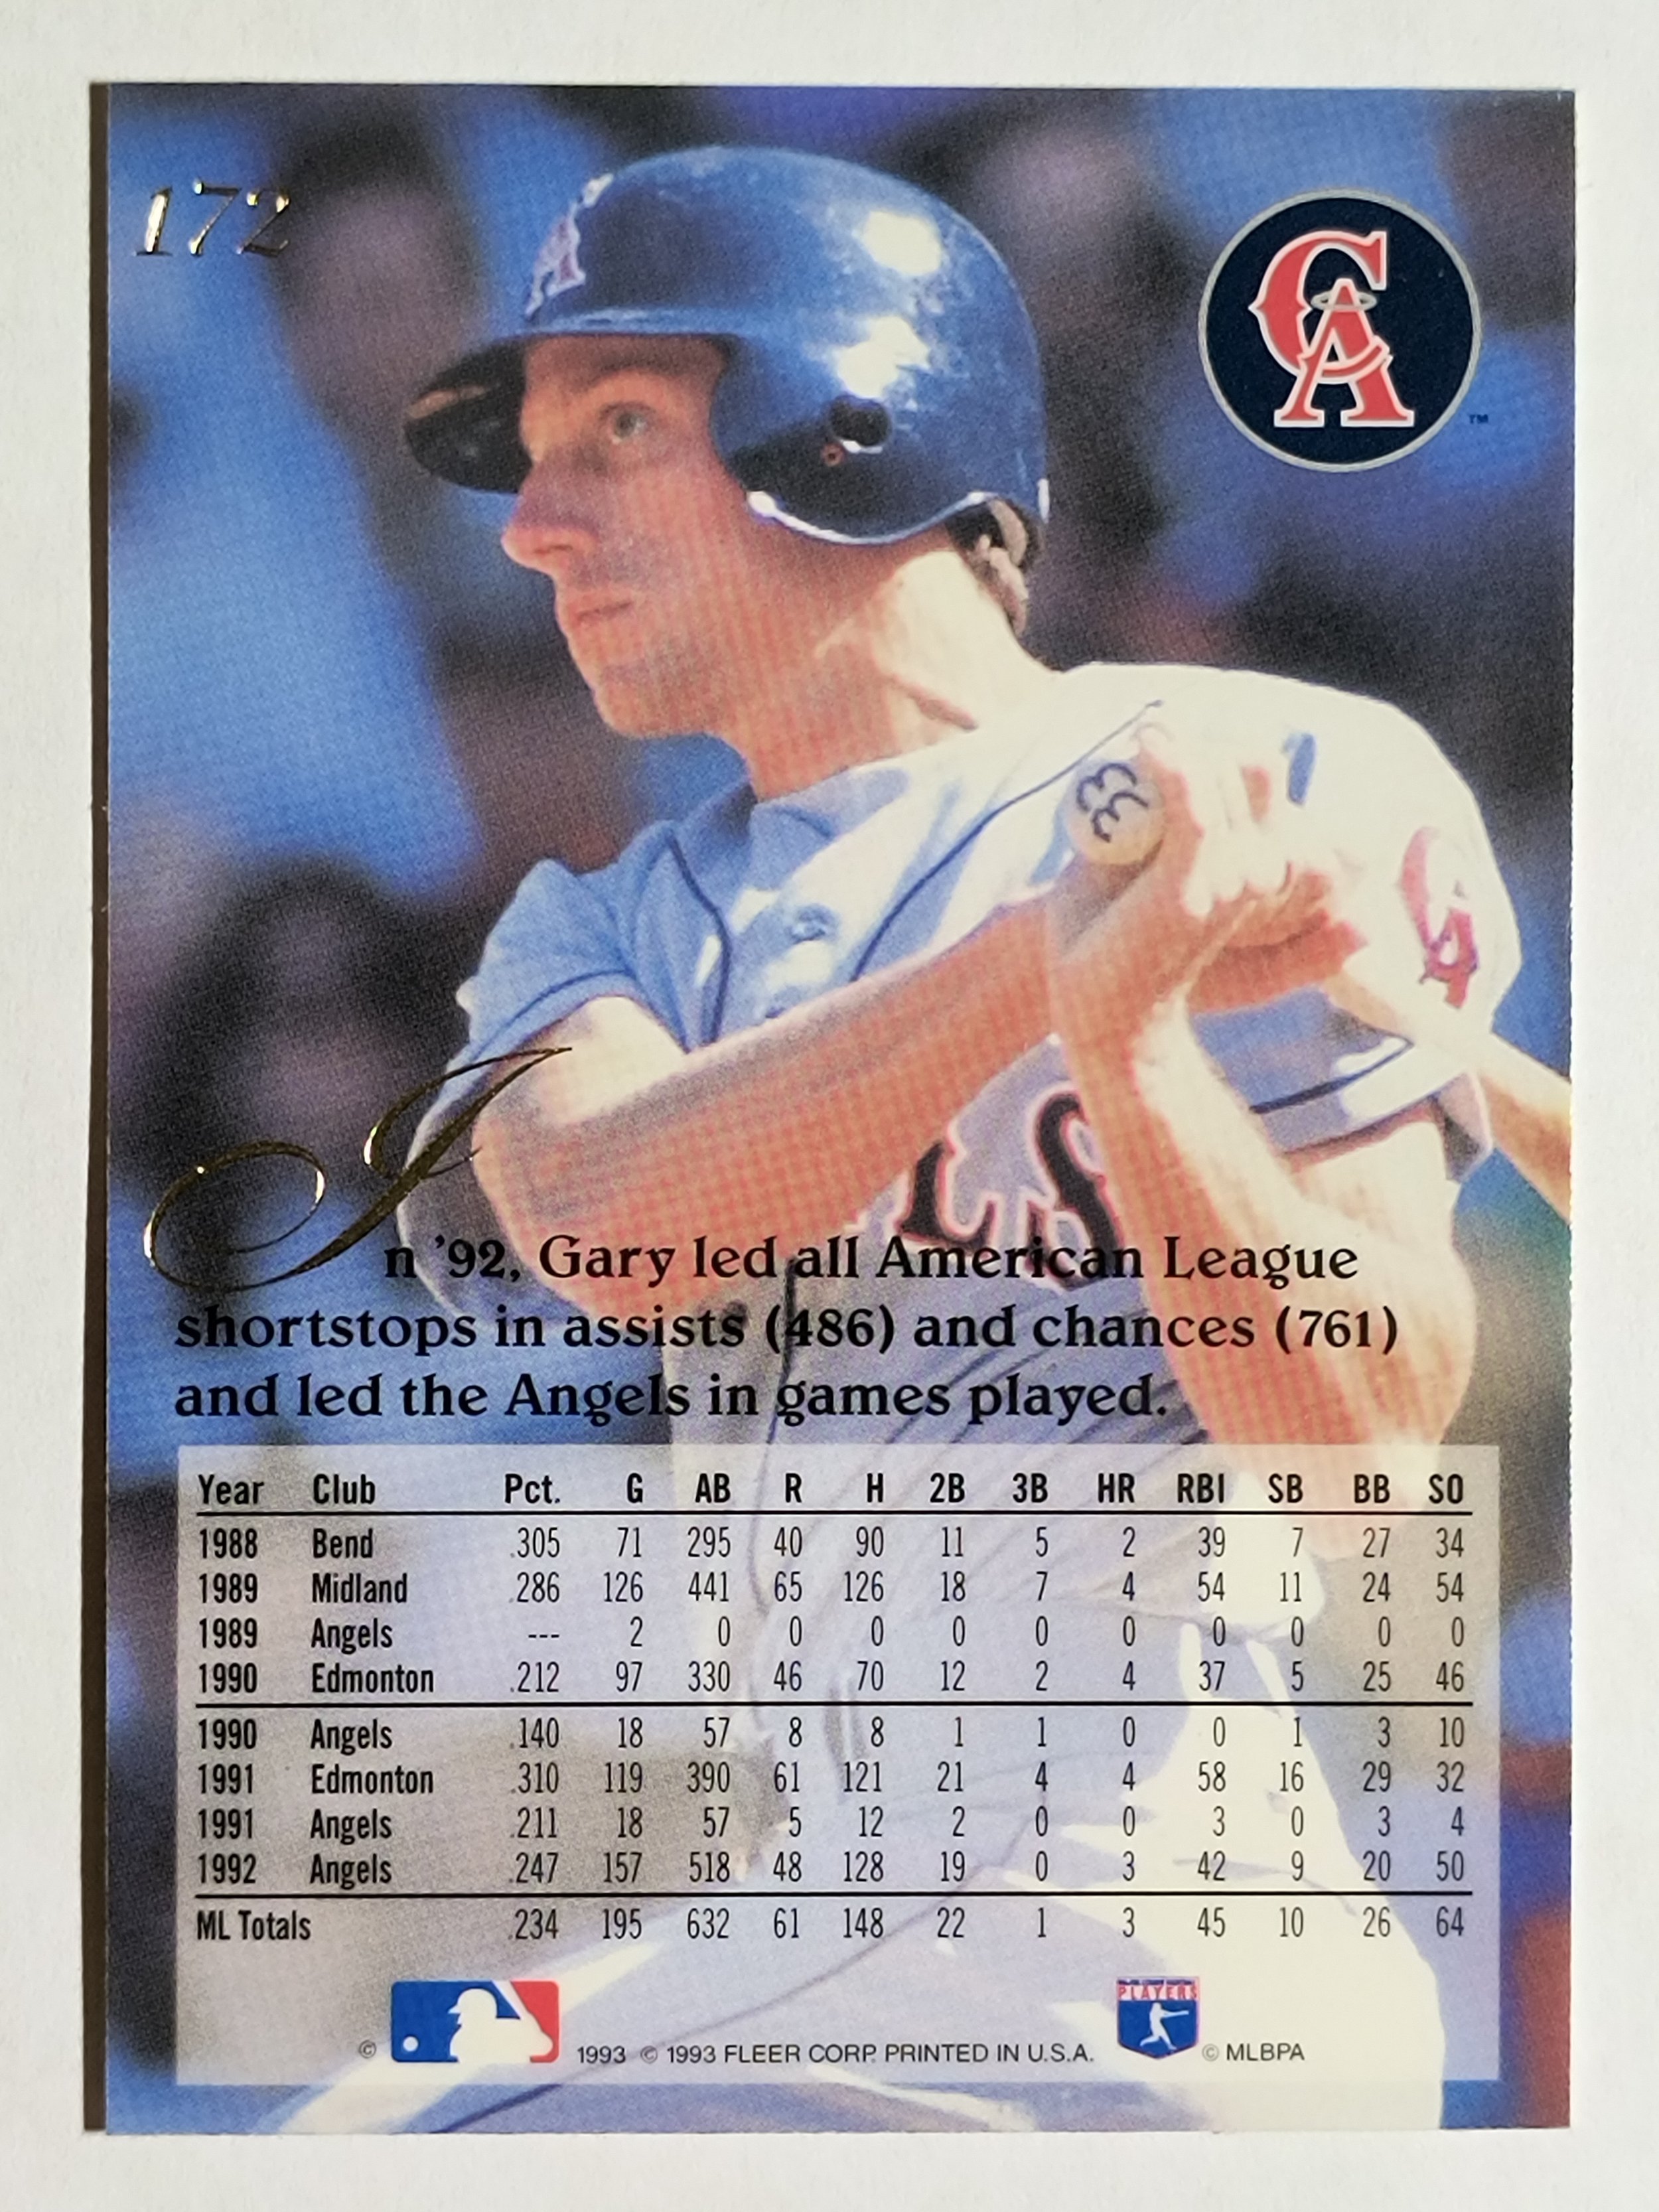 172
CA
TM
33
LS
In '92, Gary led all American League
shortstops in assists (486) and chances (761)
and led the Angels in games played.
Year Club Pct. G AB R H 2B 3B HR RBI SB BB SO
1988 Bend .305 71 295 40 90 11 5 2 39 7 27 34
1989 Midland .286 126 441 65 126 18 7 4 54 11 24 54
1989 Angels --- 2 0 0 0 0 0 0 0 0 0 0
1990 Edmonton .212 97 330 46 70 12 2 4 37 5 25 46
1990 Angels .140 18 57 8 8 1 1 0 0 1 3 10
1991 Edmonton .310 119 390 61 121 21 4 4 58 16 29 32
1991 Angels .211 18 57 5 12 2 0 0 3 0 3 4
1992 Angels .247 157 518 48 128 19 0 3 42 9 20 50
ML Totals .234 195 632 61 148 22 1 3 45 10 26 64
PLAYERS
© 1993 © 1993 FLEER CORP. PRINTED IN U.S.A. © MLBPA